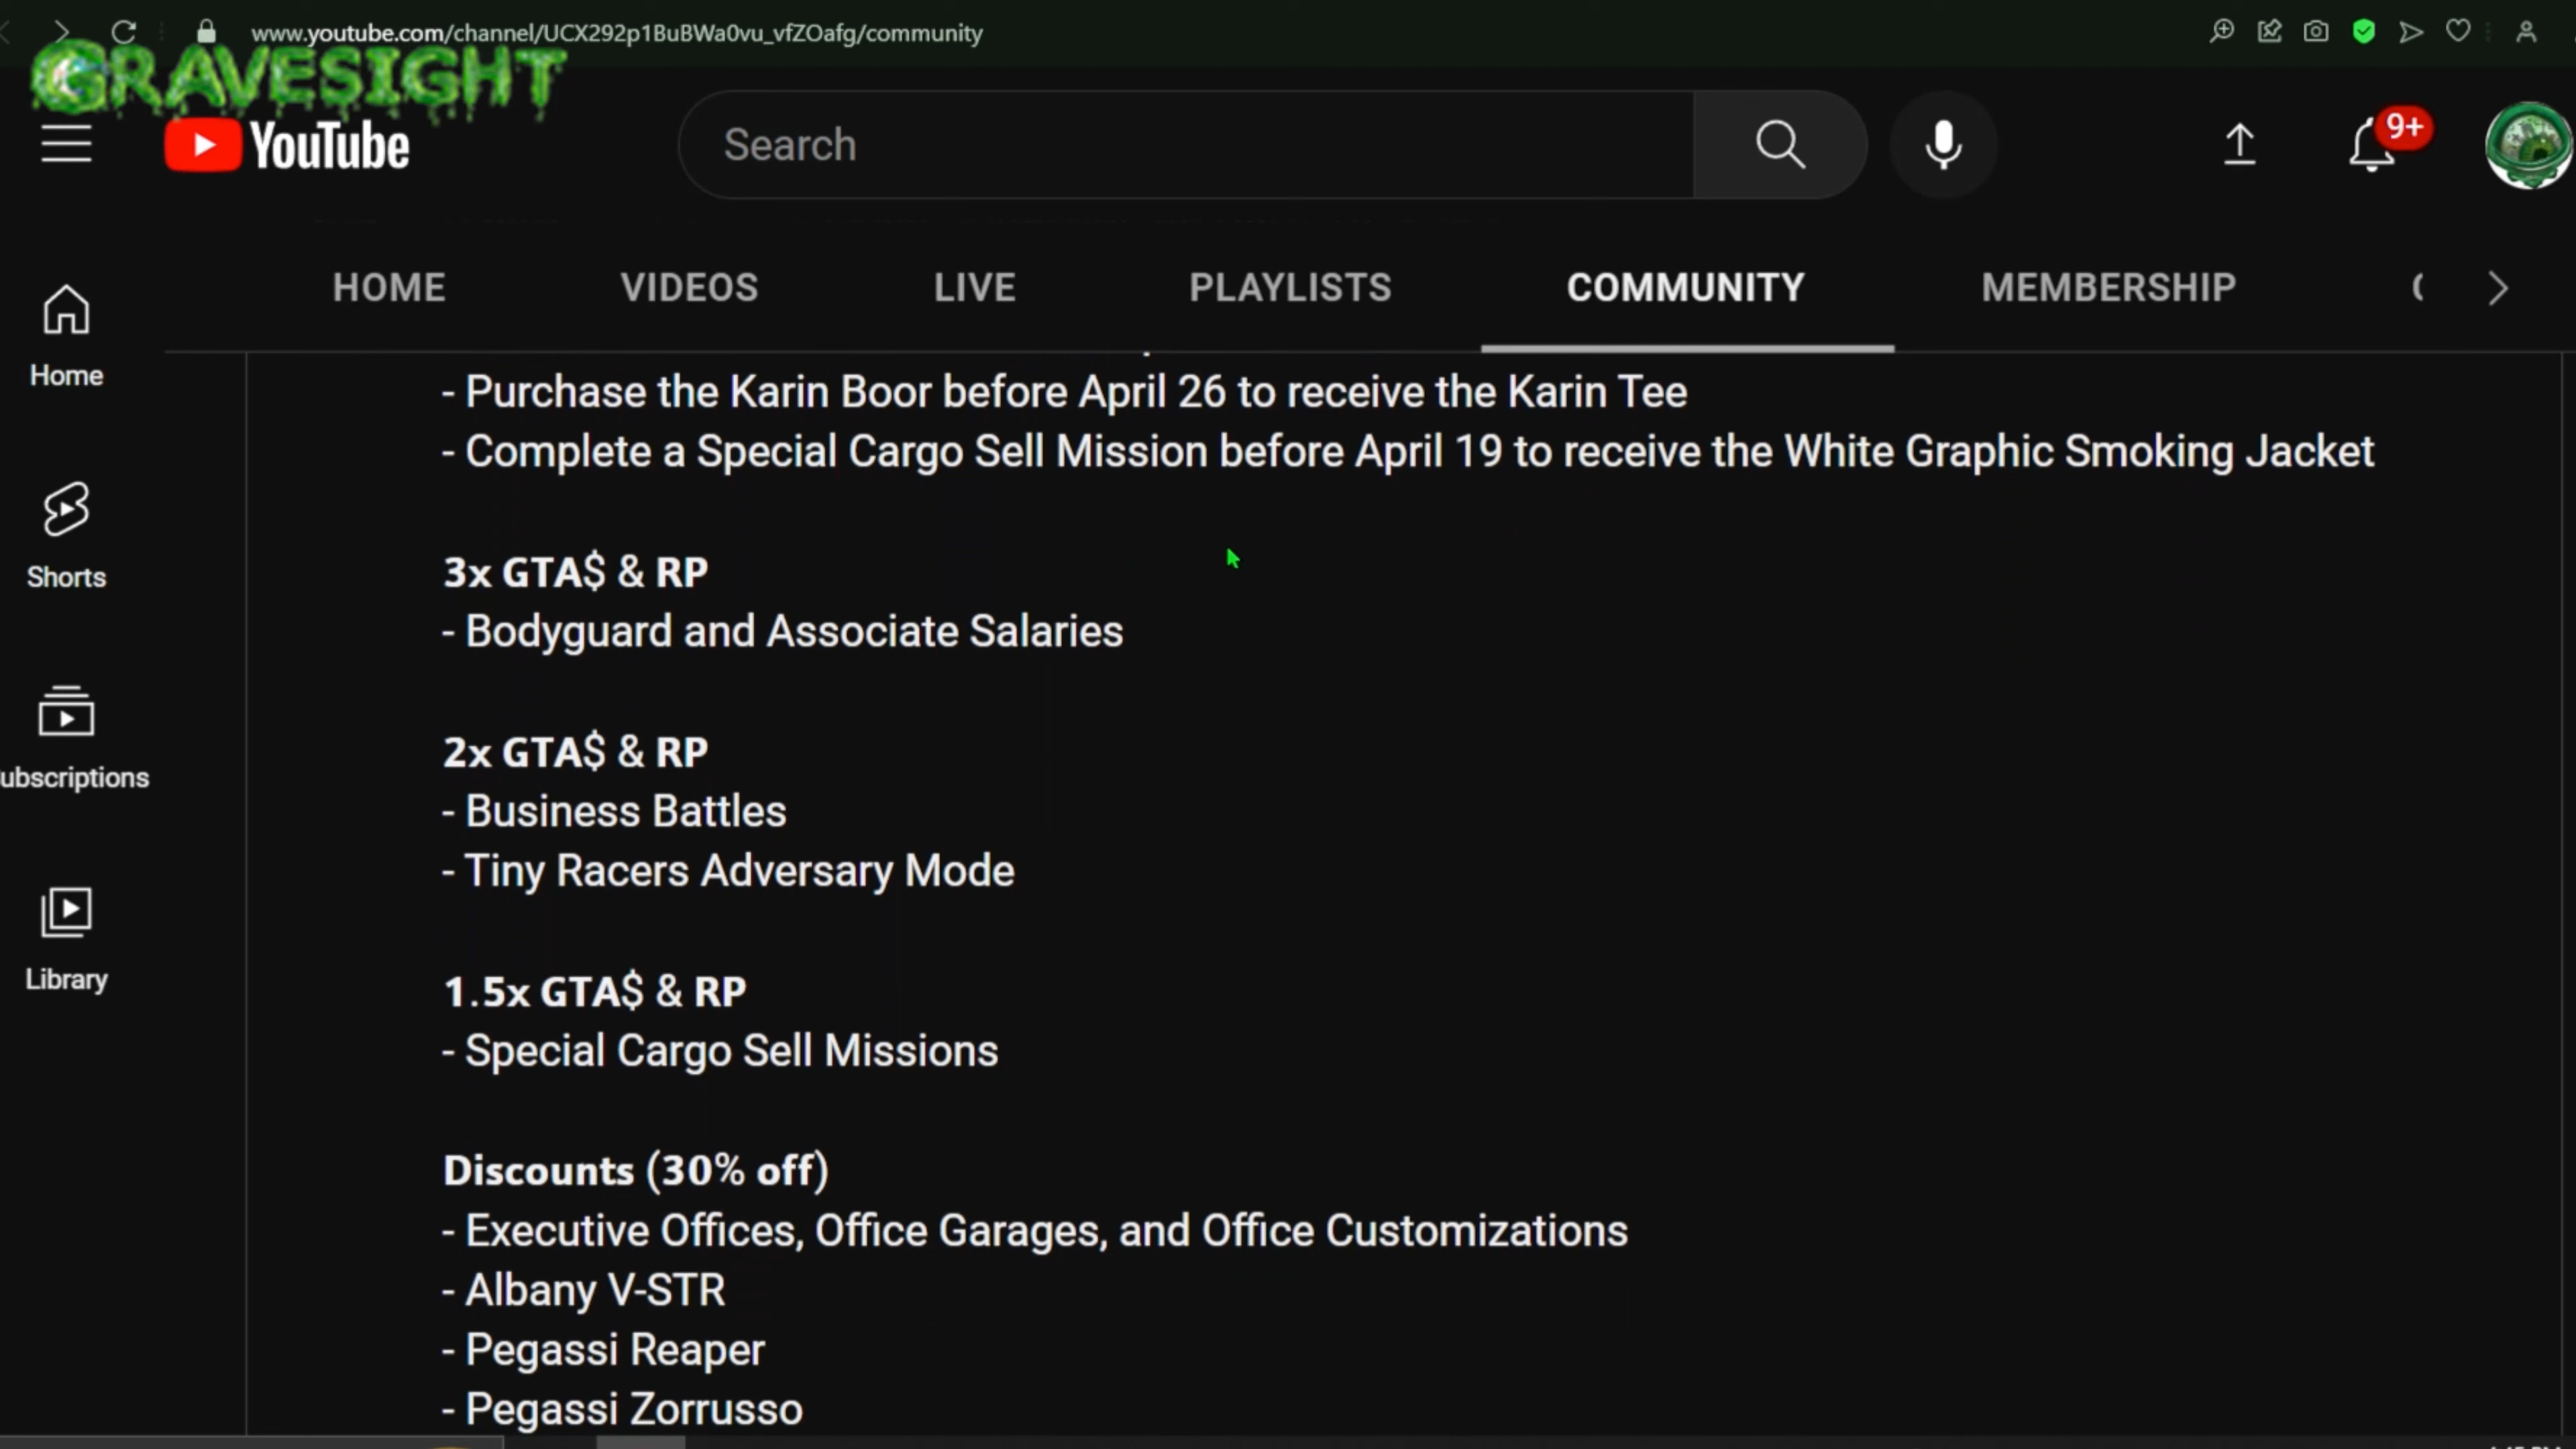 www.youtube.com/channel/UCX292p1BuBWa0vu_vfZOafg/community
GRAVESIGHT
YouTube
Search
9+
HOME VIDEOS LIVE PLAYLISTS COMMUNITY MEMBERSHIP
Home
Shorts
ubscriptions
Library
- Purchase the Karin Boor before April 26 to receive the Karin Tee
- Complete a Special Cargo Sell Mission before April 19 to receive the White Graphic Smoking Jacket
3x GTA$ & RP
- Bodyguard and Associate Salaries
2x GTA$ & RP
- Business Battles
- Tiny Racers Adversary Mode
1.5x GTA$ & RP
- Special Cargo Sell Missions
Discounts (30% off)
- Executive Offices, Office Garages, and Office Customizations
- Albany V-STR
- Pegassi Reaper
- Pegassi Zorrusso